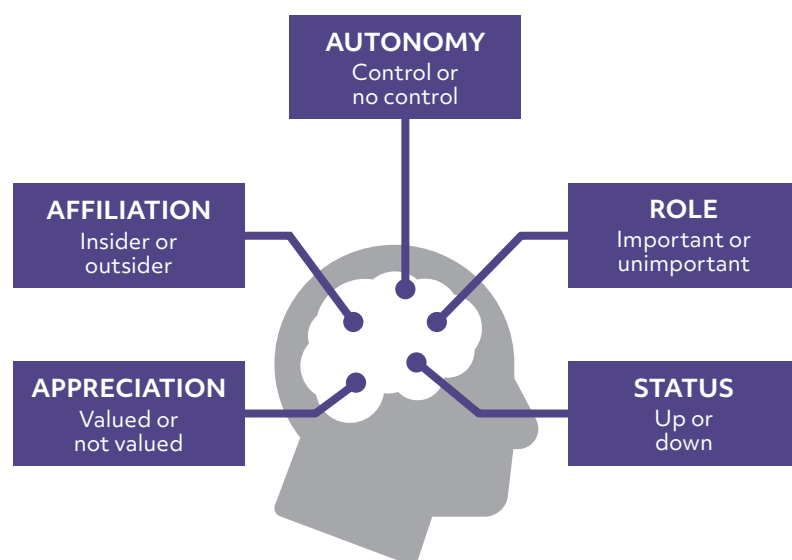 AUTONOMY
Control or
no control
AFFILIATION
Insider or
outsider
ROLE
Important or
unimportant
APPRECIATION
Valued or
not valued
STATUS
Up or
down